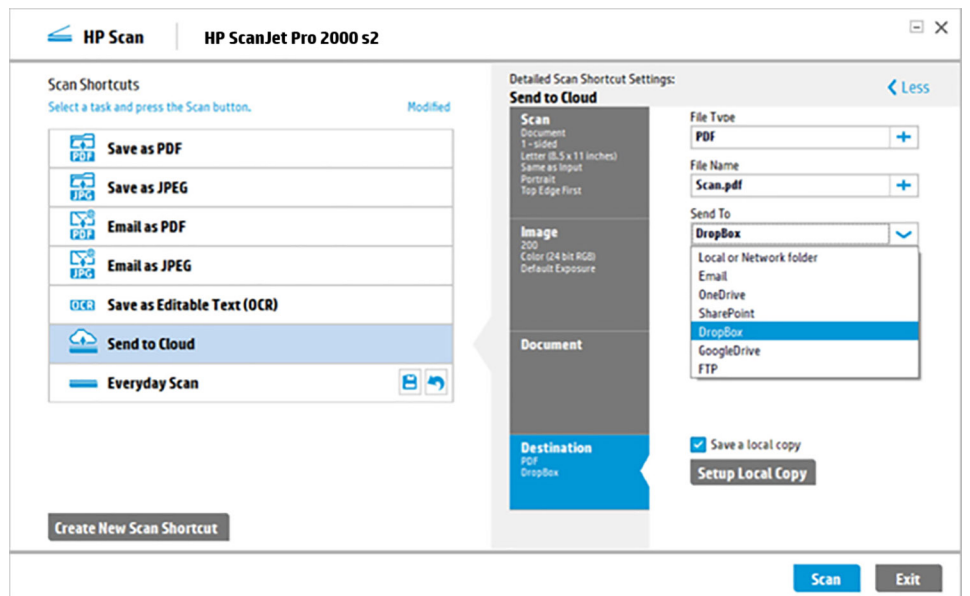 HP Scan
HP ScanJet Pro 2000 s2
Scan Shortcuts
Select a task and press the Scan button.
Modified
PDF
Save as PDF
JPG
Save as JPEG
PDF
Email as PDF
JPG
Email as JPEG
OCR
Save as Editable Text (OCR)
Send to Cloud
Everyday Scan
Create New Scan Shortcut
Detailed Scan Shortcut Settings:
Send to Cloud
Less
Scan
Document
1-sided
Letter (8.5 x 11 inches)
Same as Input
Portrait
Top Edge First
Image
200
Color (24 bit RGB)
Default Exposure
Document
Destination
PDF
DropBox
File Type
PDF
File Name
Scan.pdf
Send To
DropBox
Local or Network folder
Email
OneDrive
SharePoint
DropBox
GoogleDrive
FTP
Save a local copy
Setup Local Copy
Scan
Exit